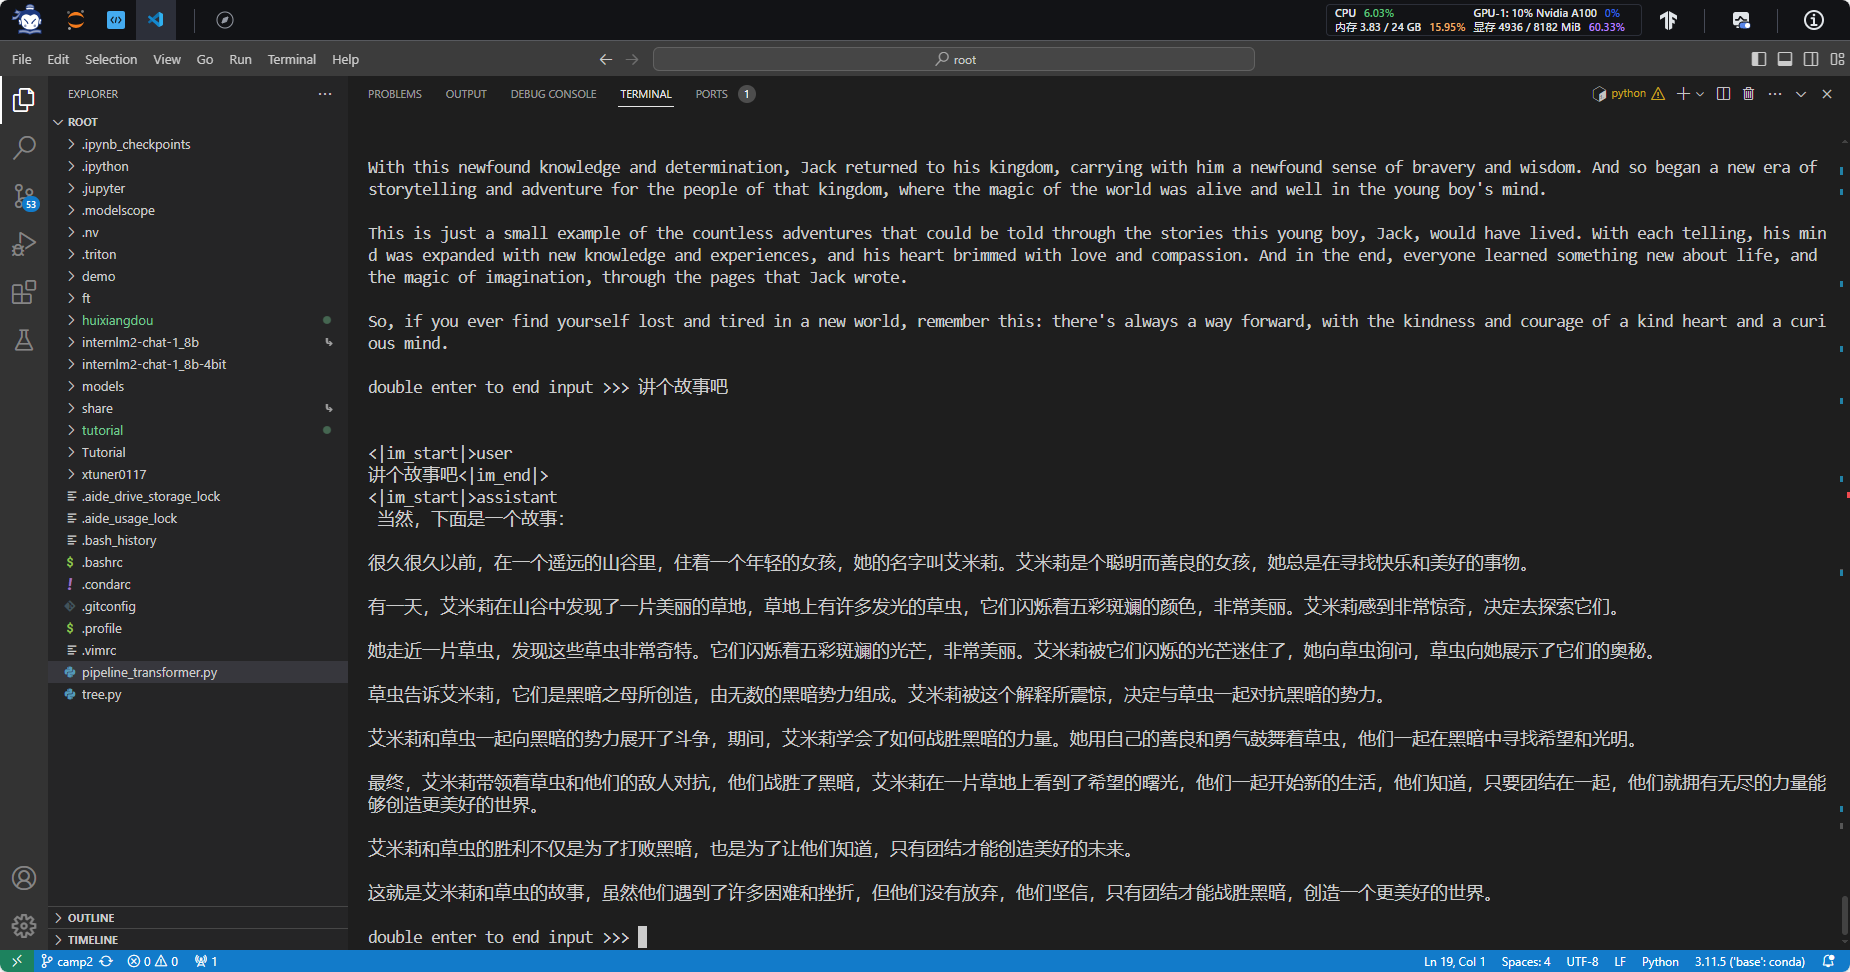 CPU 6.03% GPU-1: 10% Nvidia A100 0%
内存 3.83 / 24 GB 15.95% 显存 4936 / 8182 MiB 60.33%
File Edit Selection View Go Run Terminal Help
root
EXPLORER
PROBLEMS OUTPUT DEBUG CONSOLE TERMINAL PORTS 1
python
ROOT
.ipynb_checkpoints
.ipython
.jupyter
.modelscope
.nv
.triton
demo
ft
huixiangdou
internlm2-chat-1_8b
internlm2-chat-1_8b-4bit
models
share
tutorial
Tutorial
xtuner0117
.aide_drive_storage_lock
.aide_usage_lock
.bash_history
.bashrc
.condarc
.gitconfig
.profile
.vimrc
pipeline_transformer.py
tree.py
OUTLINE
TIMELINE
53
With this newfound knowledge and determination, Jack returned to his kingdom, carrying with him a newfound sense of bravery and wisdom. And so began a new era of
storytelling and adventure for the people of that kingdom, where the magic of the world was alive and well in the young boy's mind.
This is just a small example of the countless adventures that could be told through the stories this young boy, Jack, would have lived. With each telling, his min
d was expanded with new knowledge and experiences, and his heart brimmed with love and compassion. And in the end, everyone learned something new about life, and
the magic of imagination, through the pages that Jack wrote.
So, if you ever find yourself lost and tired in a new world, remember this: there's always a way forward, with the kindness and courage of a kind heart and a curi
ous mind.
double enter to end input >>> 讲个故事吧
<|im_start|>user
讲个故事吧<|im_end|>
<|im_start|>assistant
当然，下面是一个故事：
很久很久以前，在一个遥远的山谷里，住着一个年轻的女孩，她的名字叫艾米莉。艾米莉是个聪明而善良的女孩，她总是在寻找快乐和美好的事物。
有一天，艾米莉在山谷中发现了一片美丽的草地，草地上有许多发光的草虫，它们闪烁着五彩斑斓的颜色，非常美丽。艾米莉感到非常惊奇，决定去探索它们。
她走近一片草虫，发现这些草虫非常奇特。它们闪烁着五彩斑斓的光芒，非常美丽。艾米莉被它们闪烁的光芒迷住了，她向草虫询问，草虫向她展示了它们的奥秘。
草虫告诉艾米莉，它们是黑暗之母所创造，由无数的黑暗势力组成。艾米莉被这个解释所震惊，决定与草虫一起对抗黑暗的势力。
艾米莉和草虫一起向黑暗的势力展开了斗争，期间，艾米莉学会了如何战胜黑暗的力量。她用自己的善良和勇气鼓舞着草虫，他们一起在黑暗中寻找希望和光明。
最终，艾米莉带领着草虫和他们的敌人对抗，他们战胜了黑暗，艾米莉在一片草地上看到了希望的曙光，他们一起开始新的生活，他们知道，只要团结在一起，他们就拥有无尽的力量能
够创造更美好的世界。
艾米莉和草虫的胜利不仅是为了打败黑暗，也是为了让他们知道，只有团结才能创造美好的未来。
这就是艾米莉和草虫的故事，虽然他们遇到了许多困难和挫折，但他们没有放弃，他们坚信，只有团结才能战胜黑暗，创造一个更美好的世界。
double enter to end input >>>
camp2 0 0 1
Ln 19, Col 1 Spaces: 4 UTF-8 LF Python 3.11.5 ('base': conda)